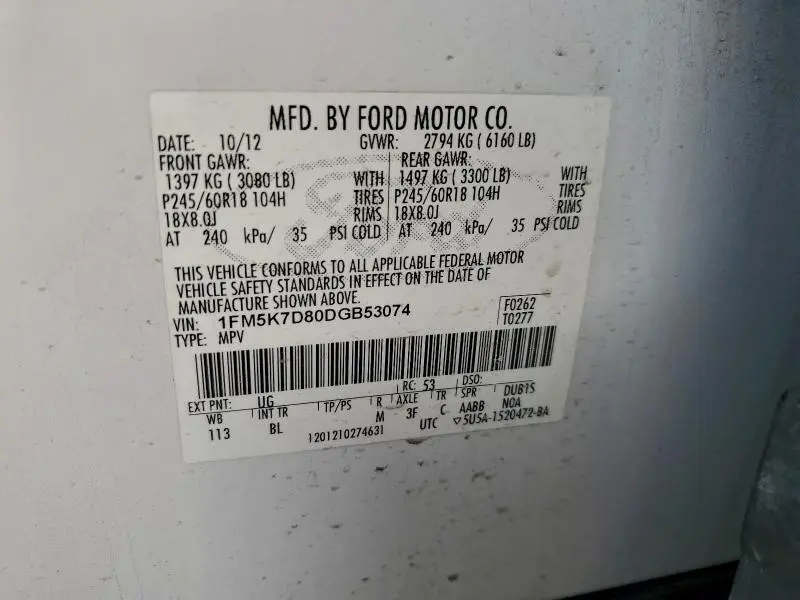 MFD. BY FORD MOTOR CO.
DATE: 10/12 GVWR: 2794 KG ( 6160 LB)
FRONT GAWR: REAR GAWR:
1397 KG ( 3080 LB) WITH 1497 KG ( 3300 LB) WITH
P245/60R18 104H TIRES P245/60R18 104H TIRES
18X8.0J RIMS 18X8.0J RIMS
AT 240 kPa/ 35 PSI COLD AT 240 kPa/ 35 PSI COLD
THIS VEHICLE CONFORMS TO ALL APPLICABLE FEDERAL MOTOR
VEHICLE SAFETY STANDARDS IN EFFECT ON THE DATE OF
MANUFACTURE SHOWN ABOVE.
VIN: 1FM5K7D80DGB53074 F0262
TYPE: MPV T0277
EXT PNT: UG RC: 53 DSO:
WB INT TR TP/PS R AXLE TR SPR DUB1S
113 BL M 3F C AABB NOA
1201210274631 UTC ▽5U5A-1520472-BA